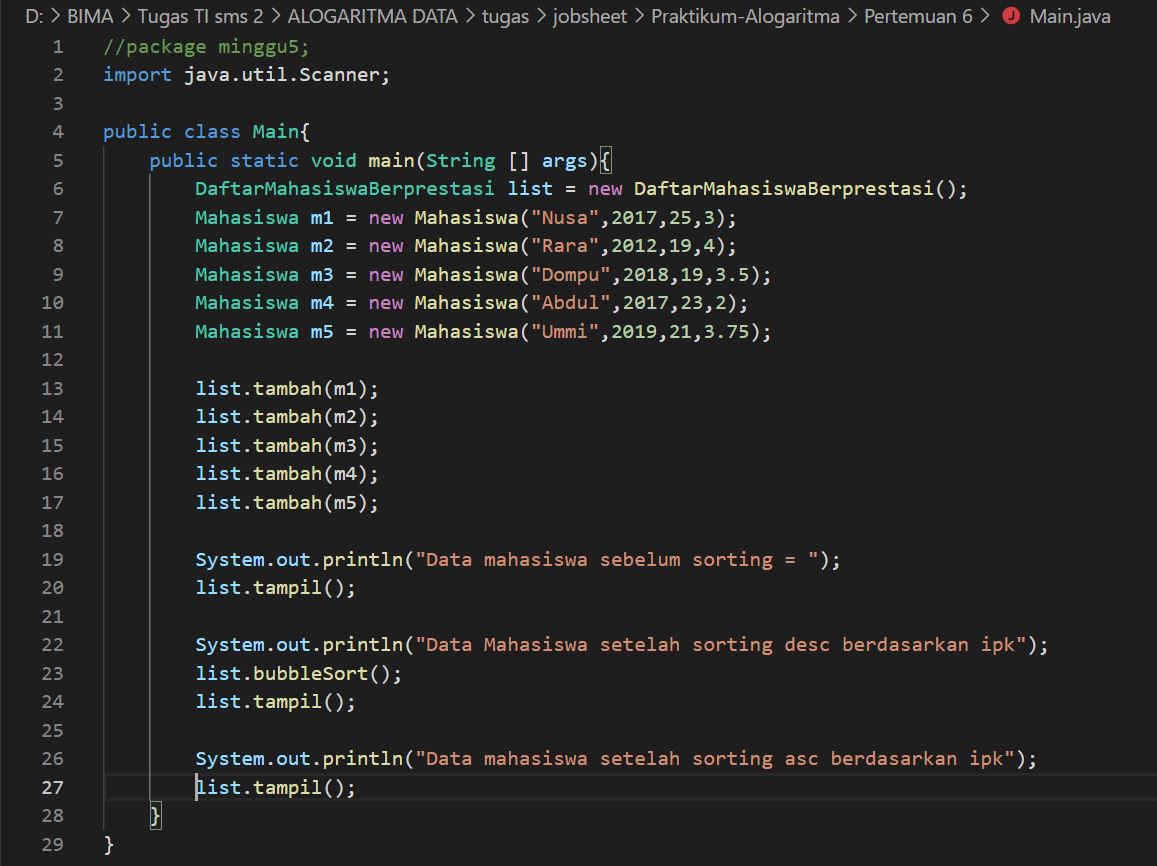 D: > BIMA > Tugas TI sms 2 > ALOGARITMA DATA > tugas > jobsheet > Praktikum-Alogaritma > Pertemuan 6 > J Main.java
1 //package minggu5;
2 import java.util.Scanner;
3
4 public class Main{
5     public static void main(String [] args){
6         DaftarMahasiswaBerprestasi list = new DaftarMahasiswaBerprestasi();
7         Mahasiswa m1 = new Mahasiswa("Nusa",2017,25,3);
8         Mahasiswa m2 = new Mahasiswa("Rara",2012,19,4);
9         Mahasiswa m3 = new Mahasiswa("Dompu",2018,19,3.5);
10         Mahasiswa m4 = new Mahasiswa("Abdul",2017,23,2);
11         Mahasiswa m5 = new Mahasiswa("Ummi",2019,21,3.75);
12
13         list.tambah(m1);
14         list.tambah(m2);
15         list.tambah(m3);
16         list.tambah(m4);
17         list.tambah(m5);
18
19         System.out.println("Data mahasiswa sebelum sorting = ");
20         list.tampil();
21
22         System.out.println("Data Mahasiswa setelah sorting desc berdasarkan ipk");
23         list.bubbleSort();
24         list.tampil();
25
26         System.out.println("Data mahasiswa setelah sorting asc berdasarkan ipk");
27         list.tampil();
28     }
29 }